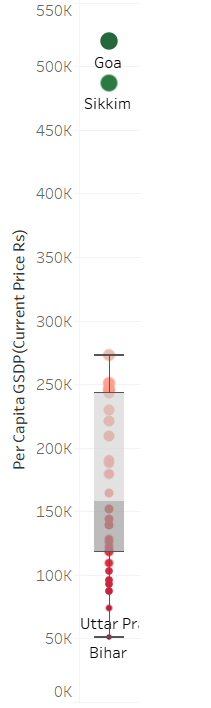 Per Capita GSDP(Current Price Rs)
550K
500K
450K
400K
350K
300K
250K
200K
150K
100K
50K
0K
Goa
Sikkim
Uttar Pra
Bihar